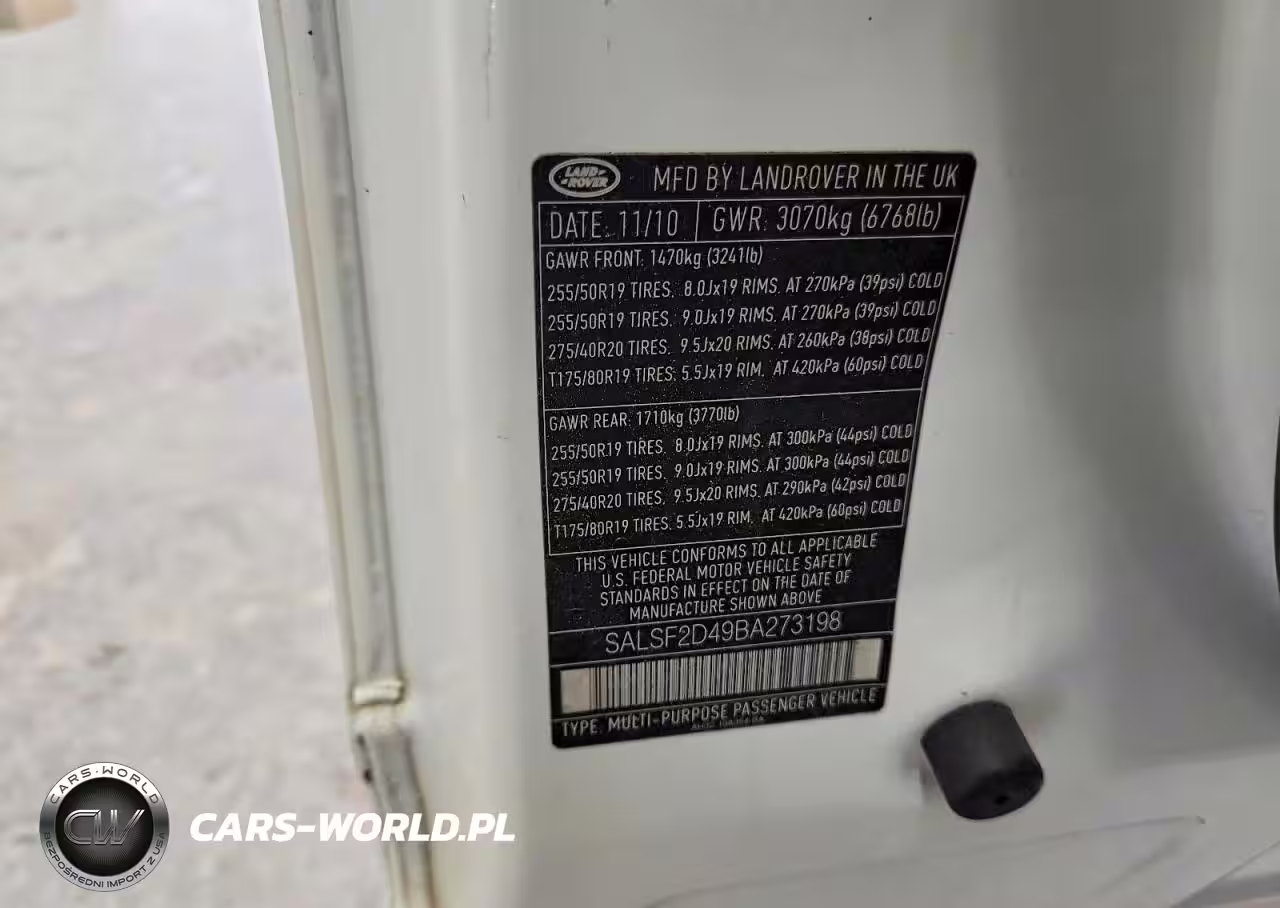 LAND-
ROVER
MFD BY LANDROVER IN THE UK
DATE: 11/10
GWR: 3070kg (6768lb)
GAWR FRONT: 1470kg (3241lb)
255/50R19 TIRES. 8.0Jx19 RIMS. AT 270kPa (39psi) COLD
255/50R19 TIRES. 9.0Jx19 RIMS. AT 270kPa (39psi) COLD
275/40R20 TIRES. 9.5Jx20 RIMS. AT 260kPa (38psi) COLD
T175/80R19 TIRES: 5.5Jx19 RIM. AT 420kPa (60psi) COLD
GAWR REAR: 1710kg (3770lb)
255/50R19 TIRES. 8.0Jx19 RIMS. AT 300kPa (44psi) COLD
255/50R19 TIRES. 9.0Jx19 RIMS. AT 300kPa (44psi) COLD
275/40R20 TIRES. 9.5Jx20 RIMS. AT 290kPa (42psi) COLD
T175/80R19 TIRES: 5.5Jx19 RIM. AT 420kPa (60psi) COLD
THIS VEHICLE CONFORMS TO ALL APPLICABLE
U.S. FEDERAL MOTOR VEHICLE SAFETY
STANDARDS IN EFFECT ON THE DATE OF
MANUFACTURE SHOWN ABOVE
SALSF2D49BA273198
TYPE: MULTI-PURPOSE PASSENGER VEHICLE
CARS-WORLD
CW
BEZPOŚREDNI IMPORT Z USA
CARS-WORLD.PL